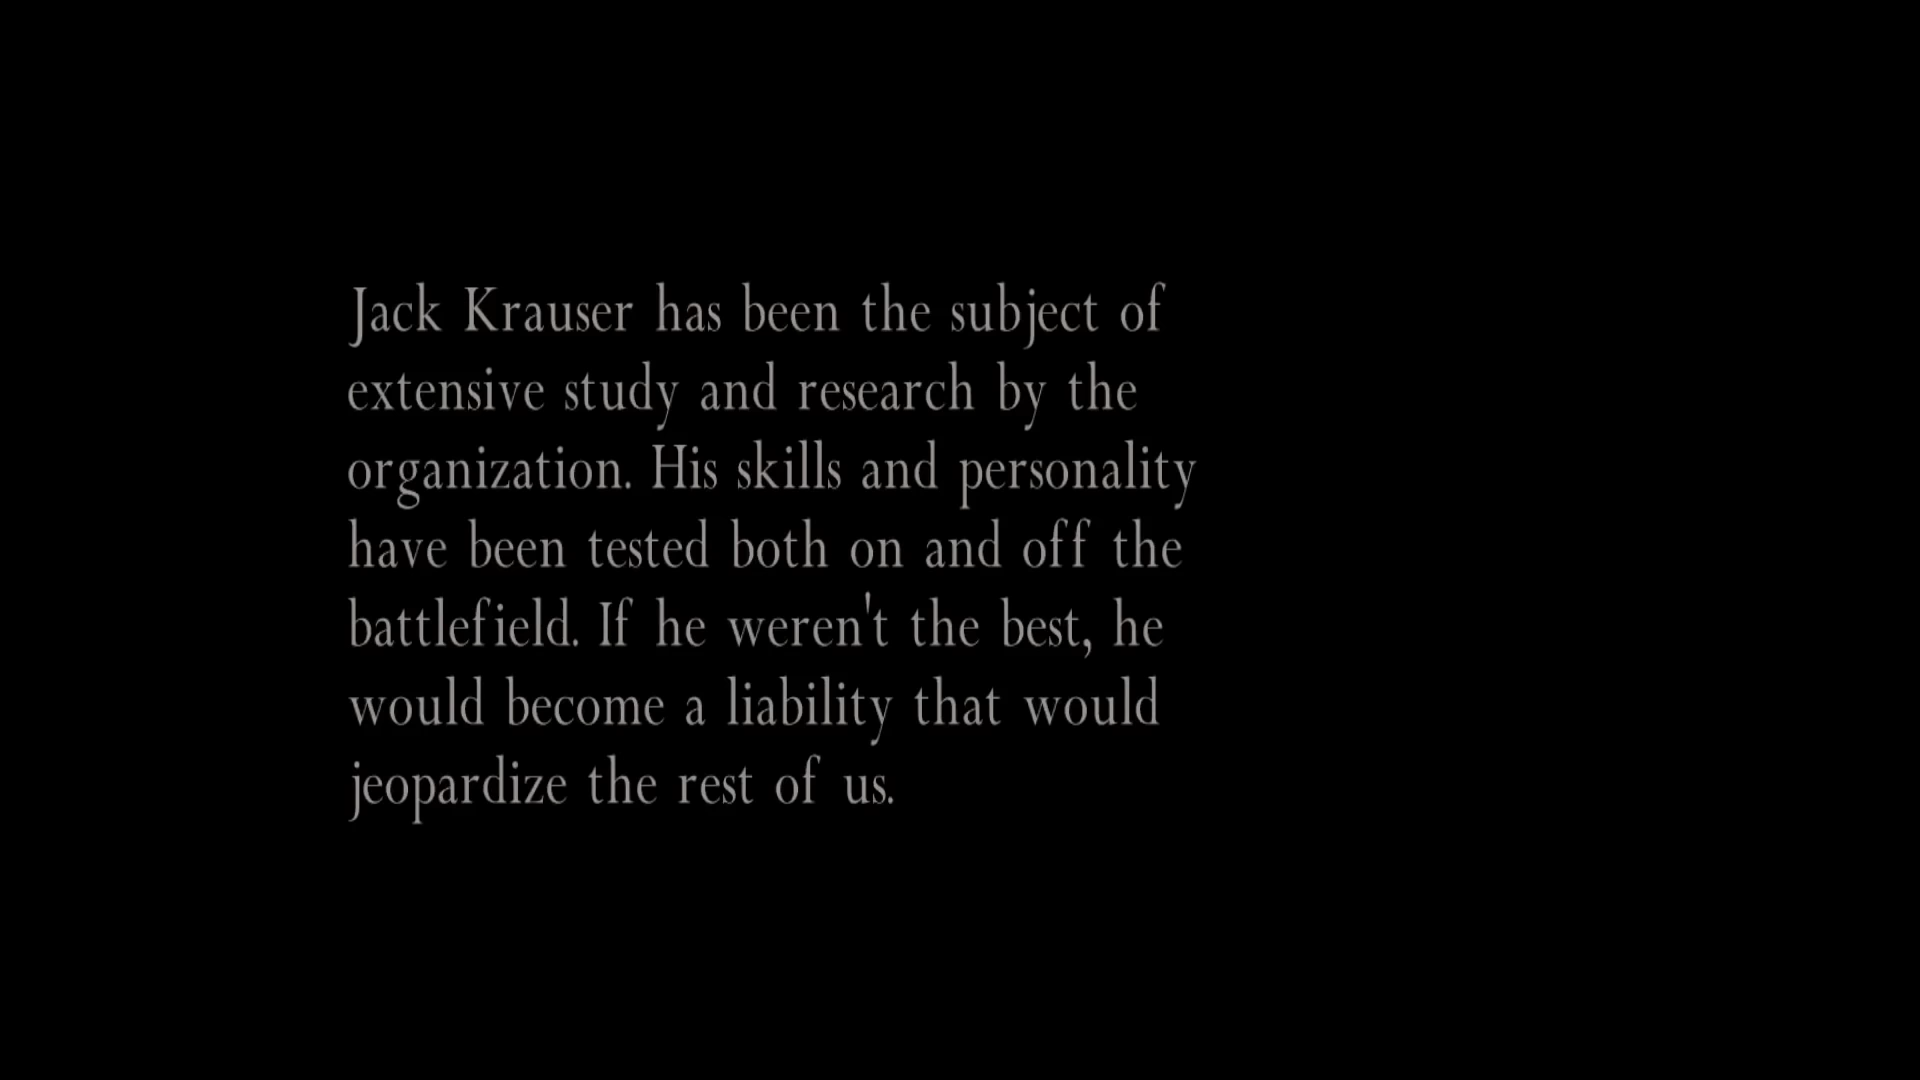 Jack Krauser has been the subject of
extensive study and research by the
organization. His skills and personality
have been tested both on and off the
battlefield. If he weren't the best, he
would become a liability that would
jeopardize the rest of us.